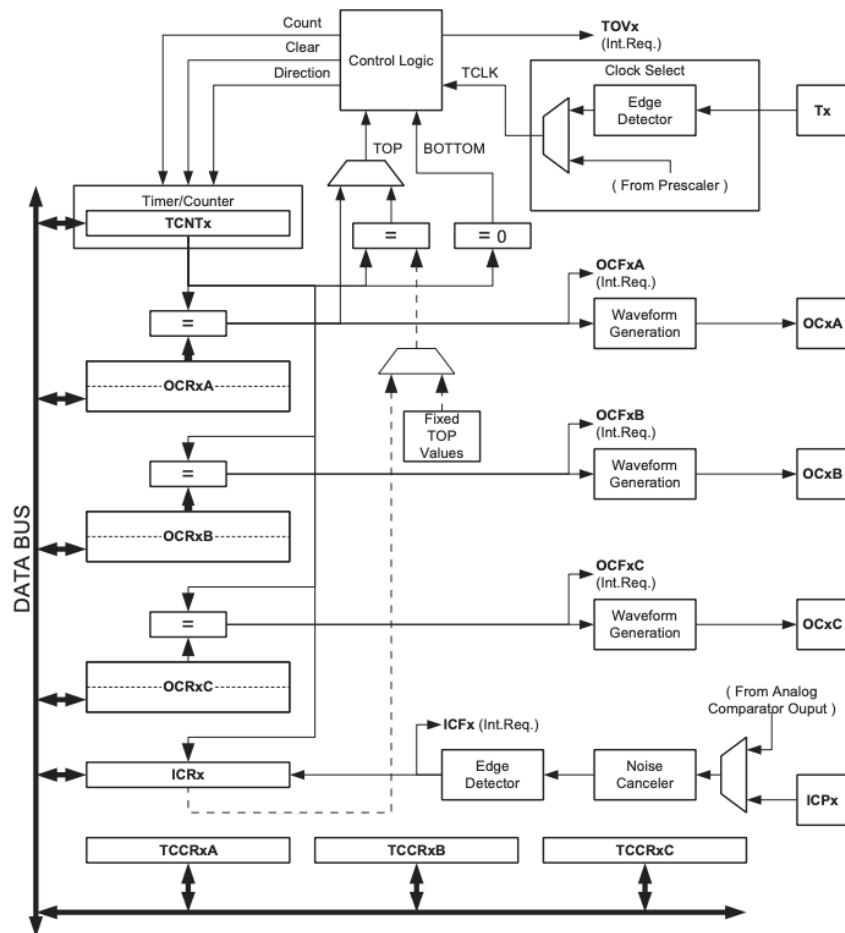 Count
Clear
Direction
Control Logic
TOVx
(Int.Req.)
TCLK
Clock Select
Edge
Detector
Tx
( From Prescaler )
TOP
BOTTOM
Timer/Counter
TCNTx
=
= 0
=
OCRxA
OCFxA
(Int.Req.)
Waveform
Generation
OCxA
Fixed
TOP
Values
=
OCRxB
OCFxB
(Int.Req.)
Waveform
Generation
OCxB
DATA BUS
=
OCRxC
OCFxC
(Int.Req.)
Waveform
Generation
OCxC
( From Analog
Comparator Ouput )
ICFx (Int.Req.)
ICRx
Edge
Detector
Noise
Canceler
ICPx
TCCRxA
TCCRxB
TCCRxC